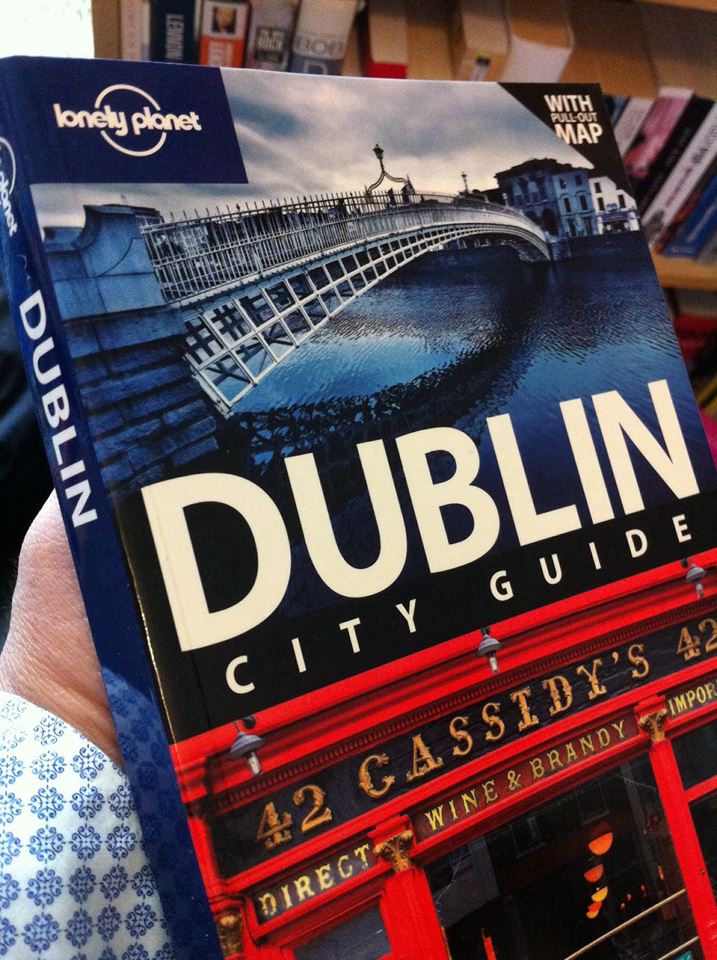 lonely planet
WITH
PULL-OUT
MAP
DUBLIN
DUBLIN
CITY GUIDE
42 CASSIDY'S 42
DIRECT WINE & BRANDY IMPOR